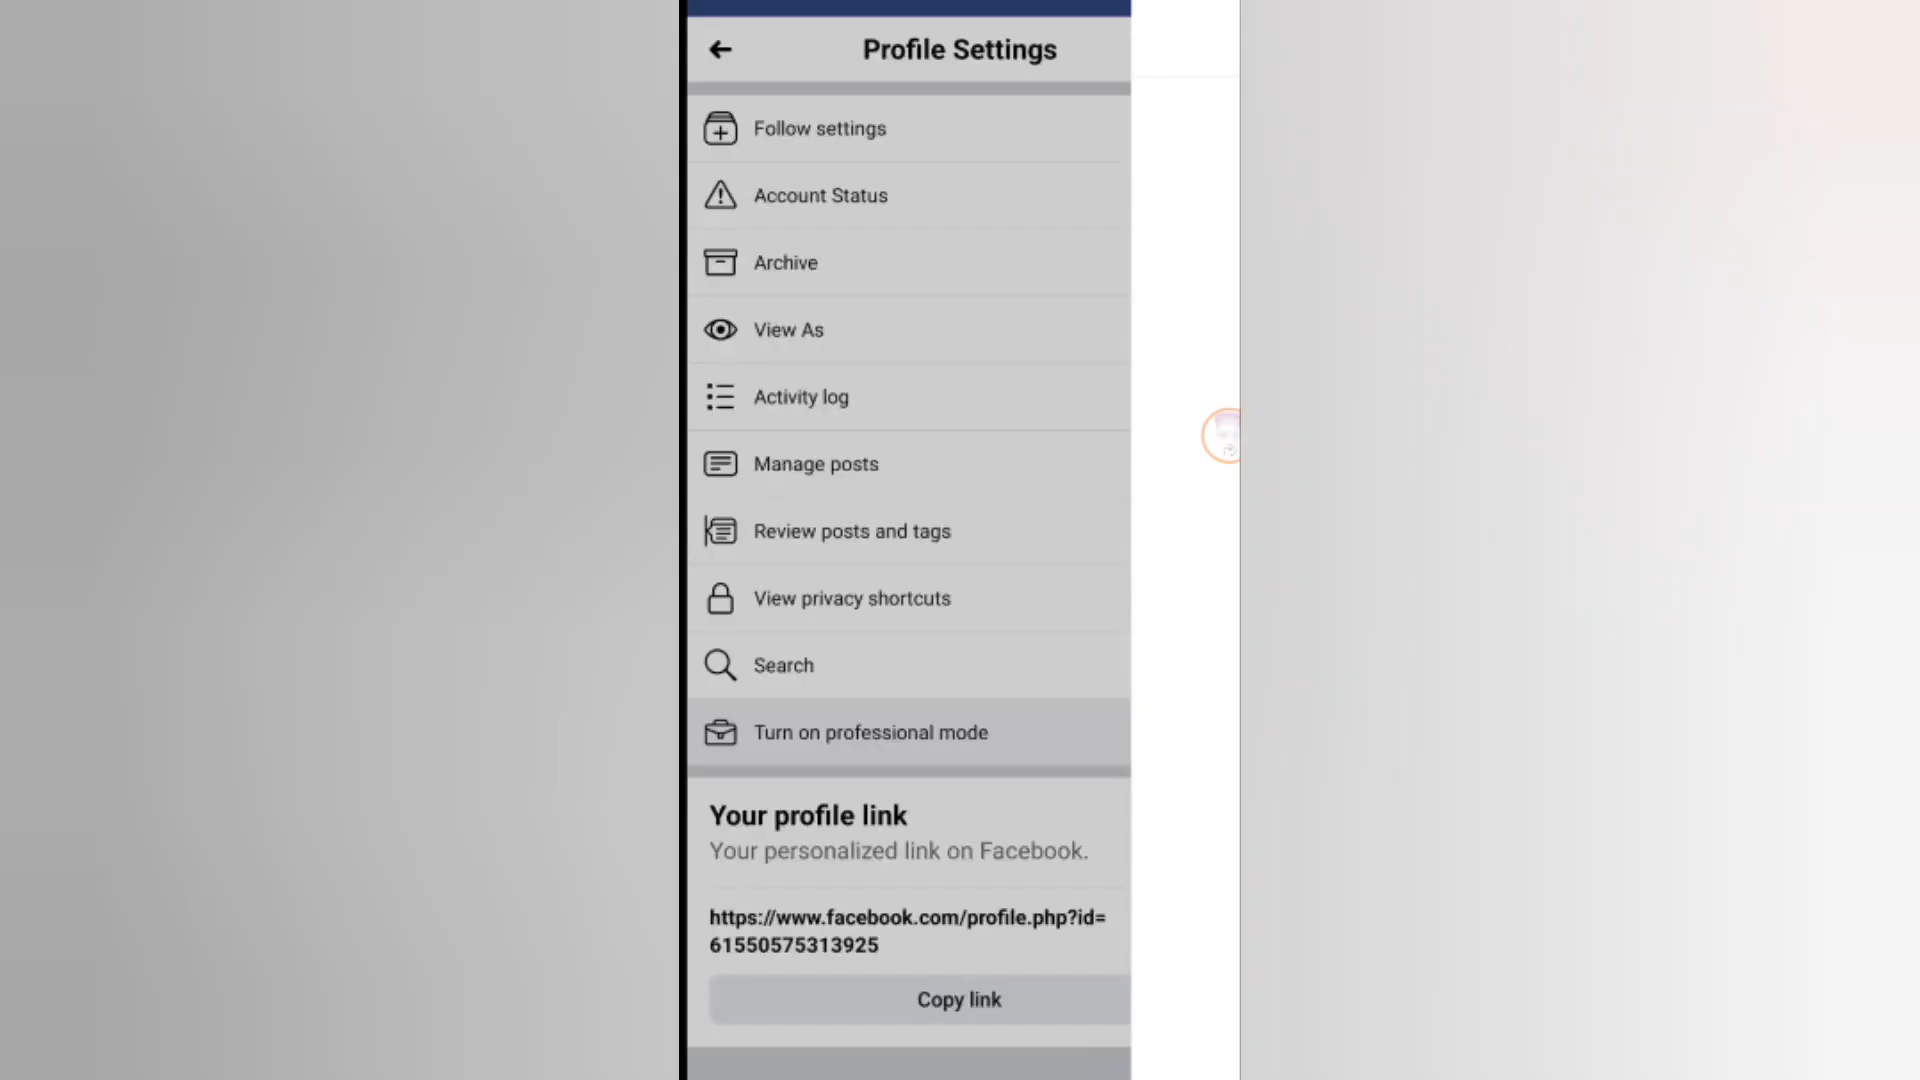 Profile Settings
Follow settings
Account Status
Archive
View As
Activity log
Manage posts
Review posts and tags
View privacy shortcuts
Search
Turn on professional mode
Your profile link
Your personalized link on Facebook.
https://www.facebook.com/profile.php?id=
61550575313925
Copy link